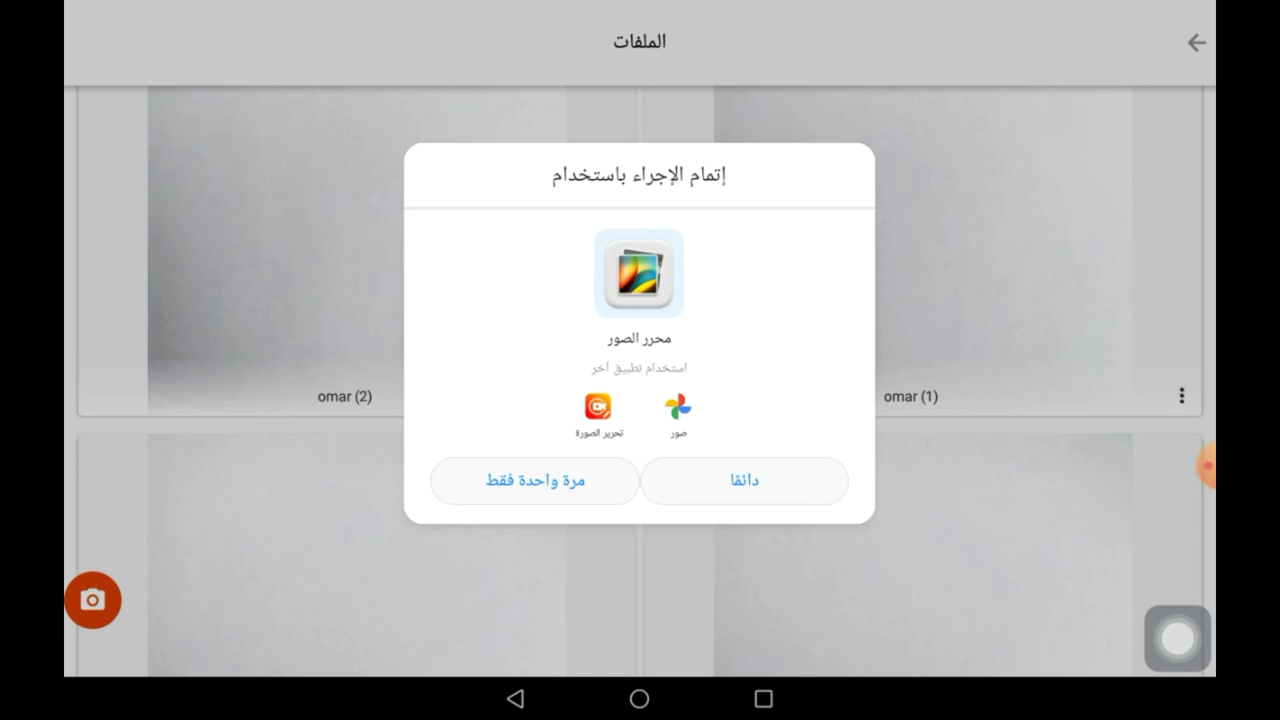 الملفات
إتمام الإجراء باستخدام
محرر الصور
استخدام تطبيق آخر
صور
تحرير الصورة
دائمًا
مرة واحدة فقط
omar (1)
omar (2)